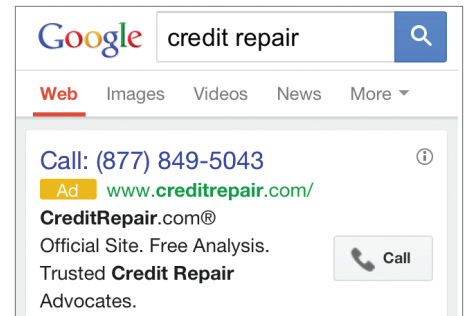 Google credit repair
Web Images Videos News More
Call: (877) 849-5043
Ad www.creditrepair.com/
CreditRepair.com®
Official Site. Free Analysis.
Trusted Credit Repair
Advocates.
Call